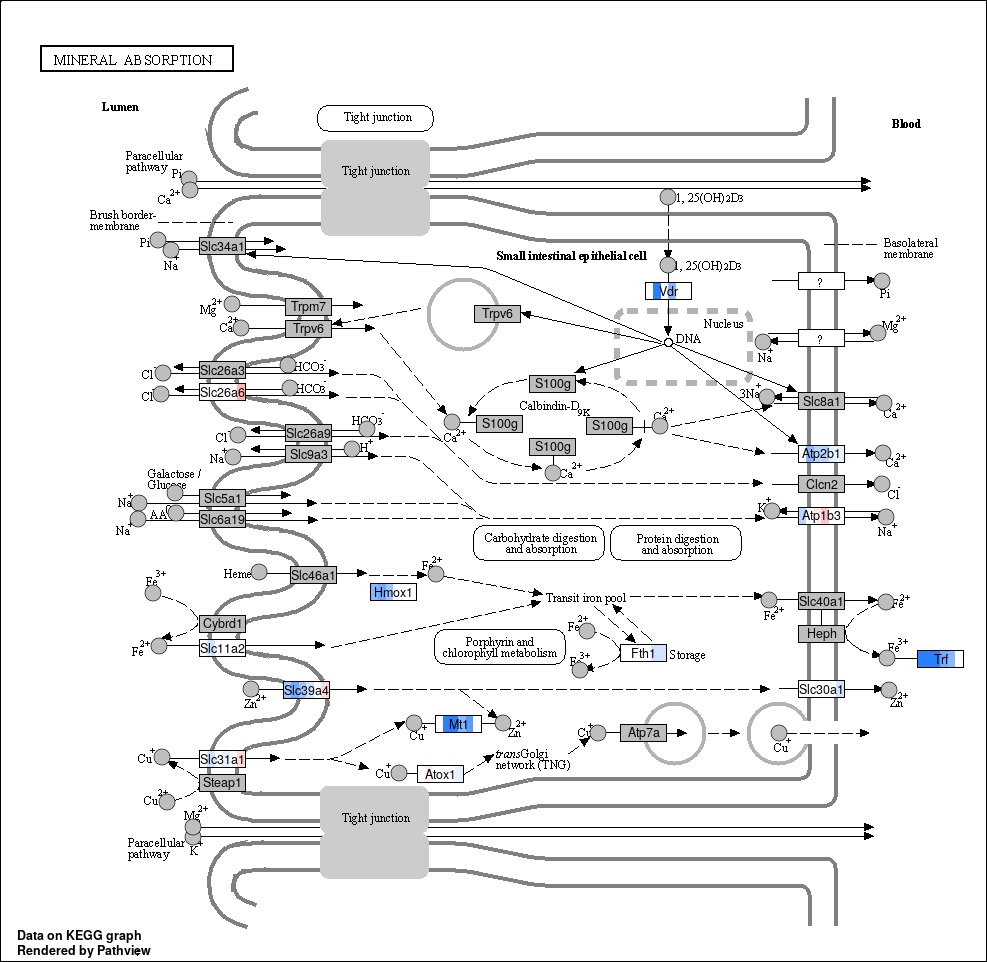 MINERAL ABSORPTION
Lumen
Tight junction
Blood
Paracellular
pathway
Pi
Ca2+
Tight junction
1, 25(OH)2D3
Brush border-
membrane
Pi
Na+
Slc34a1
Small intestinal epithelial cell
1, 25(OH)2D3
Basolateral
membrane
Vdr
?
Pi
Mg2+
Trpm7
Ca2+
Trpv6
Trpv6
Nucleus
DNA
?
Mg2+
Na+
Cl-
Slc26a3
HCO3-
Cl-
Slc26a6
HCO3-
S100g
Calbindin-D9K
3Na+
Slc8a1
Ca2+
Cl-
Slc26a9
HCO3-
Ca2+
S100g
S100g
Ca2+
Na+
Slc9a3
H+
S100g
Ca2+
Atp2b1
Ca2+
Galactose /
Glucose
Na+
Slc5a1
Clcn2
Cl-
AA
Na+
Slc6a19
K+
Atp1b3
Na+
Carbohydrate digestion
and absorption
Protein digestion
and absorption
Heme
Slc46a1
Fe2+
Hmox1
Fe3+
Transit iron pool
Fe2+
Slc40a1
Fe2+
Cybrd1
Fe2+
Heph
Fe2+
Slc11a2
Porphyrin and
chlorophyll metabolism
Fth1
Storage
Fe3+
Fe3+
Trf
Zn2+
Slc39a4
Slc30a1
Zn2+
Cu+
Mt1
Zn2+
Cu+
Atp7a
Cu+
Cu+
Slc31a1
transGolgi
network (TNG)
Cu+
Atox1
Steap1
Cu2+
Mg2+
K+
Paracellular
pathway
Tight junction
Data on KEGG graph
Rendered by Pathview